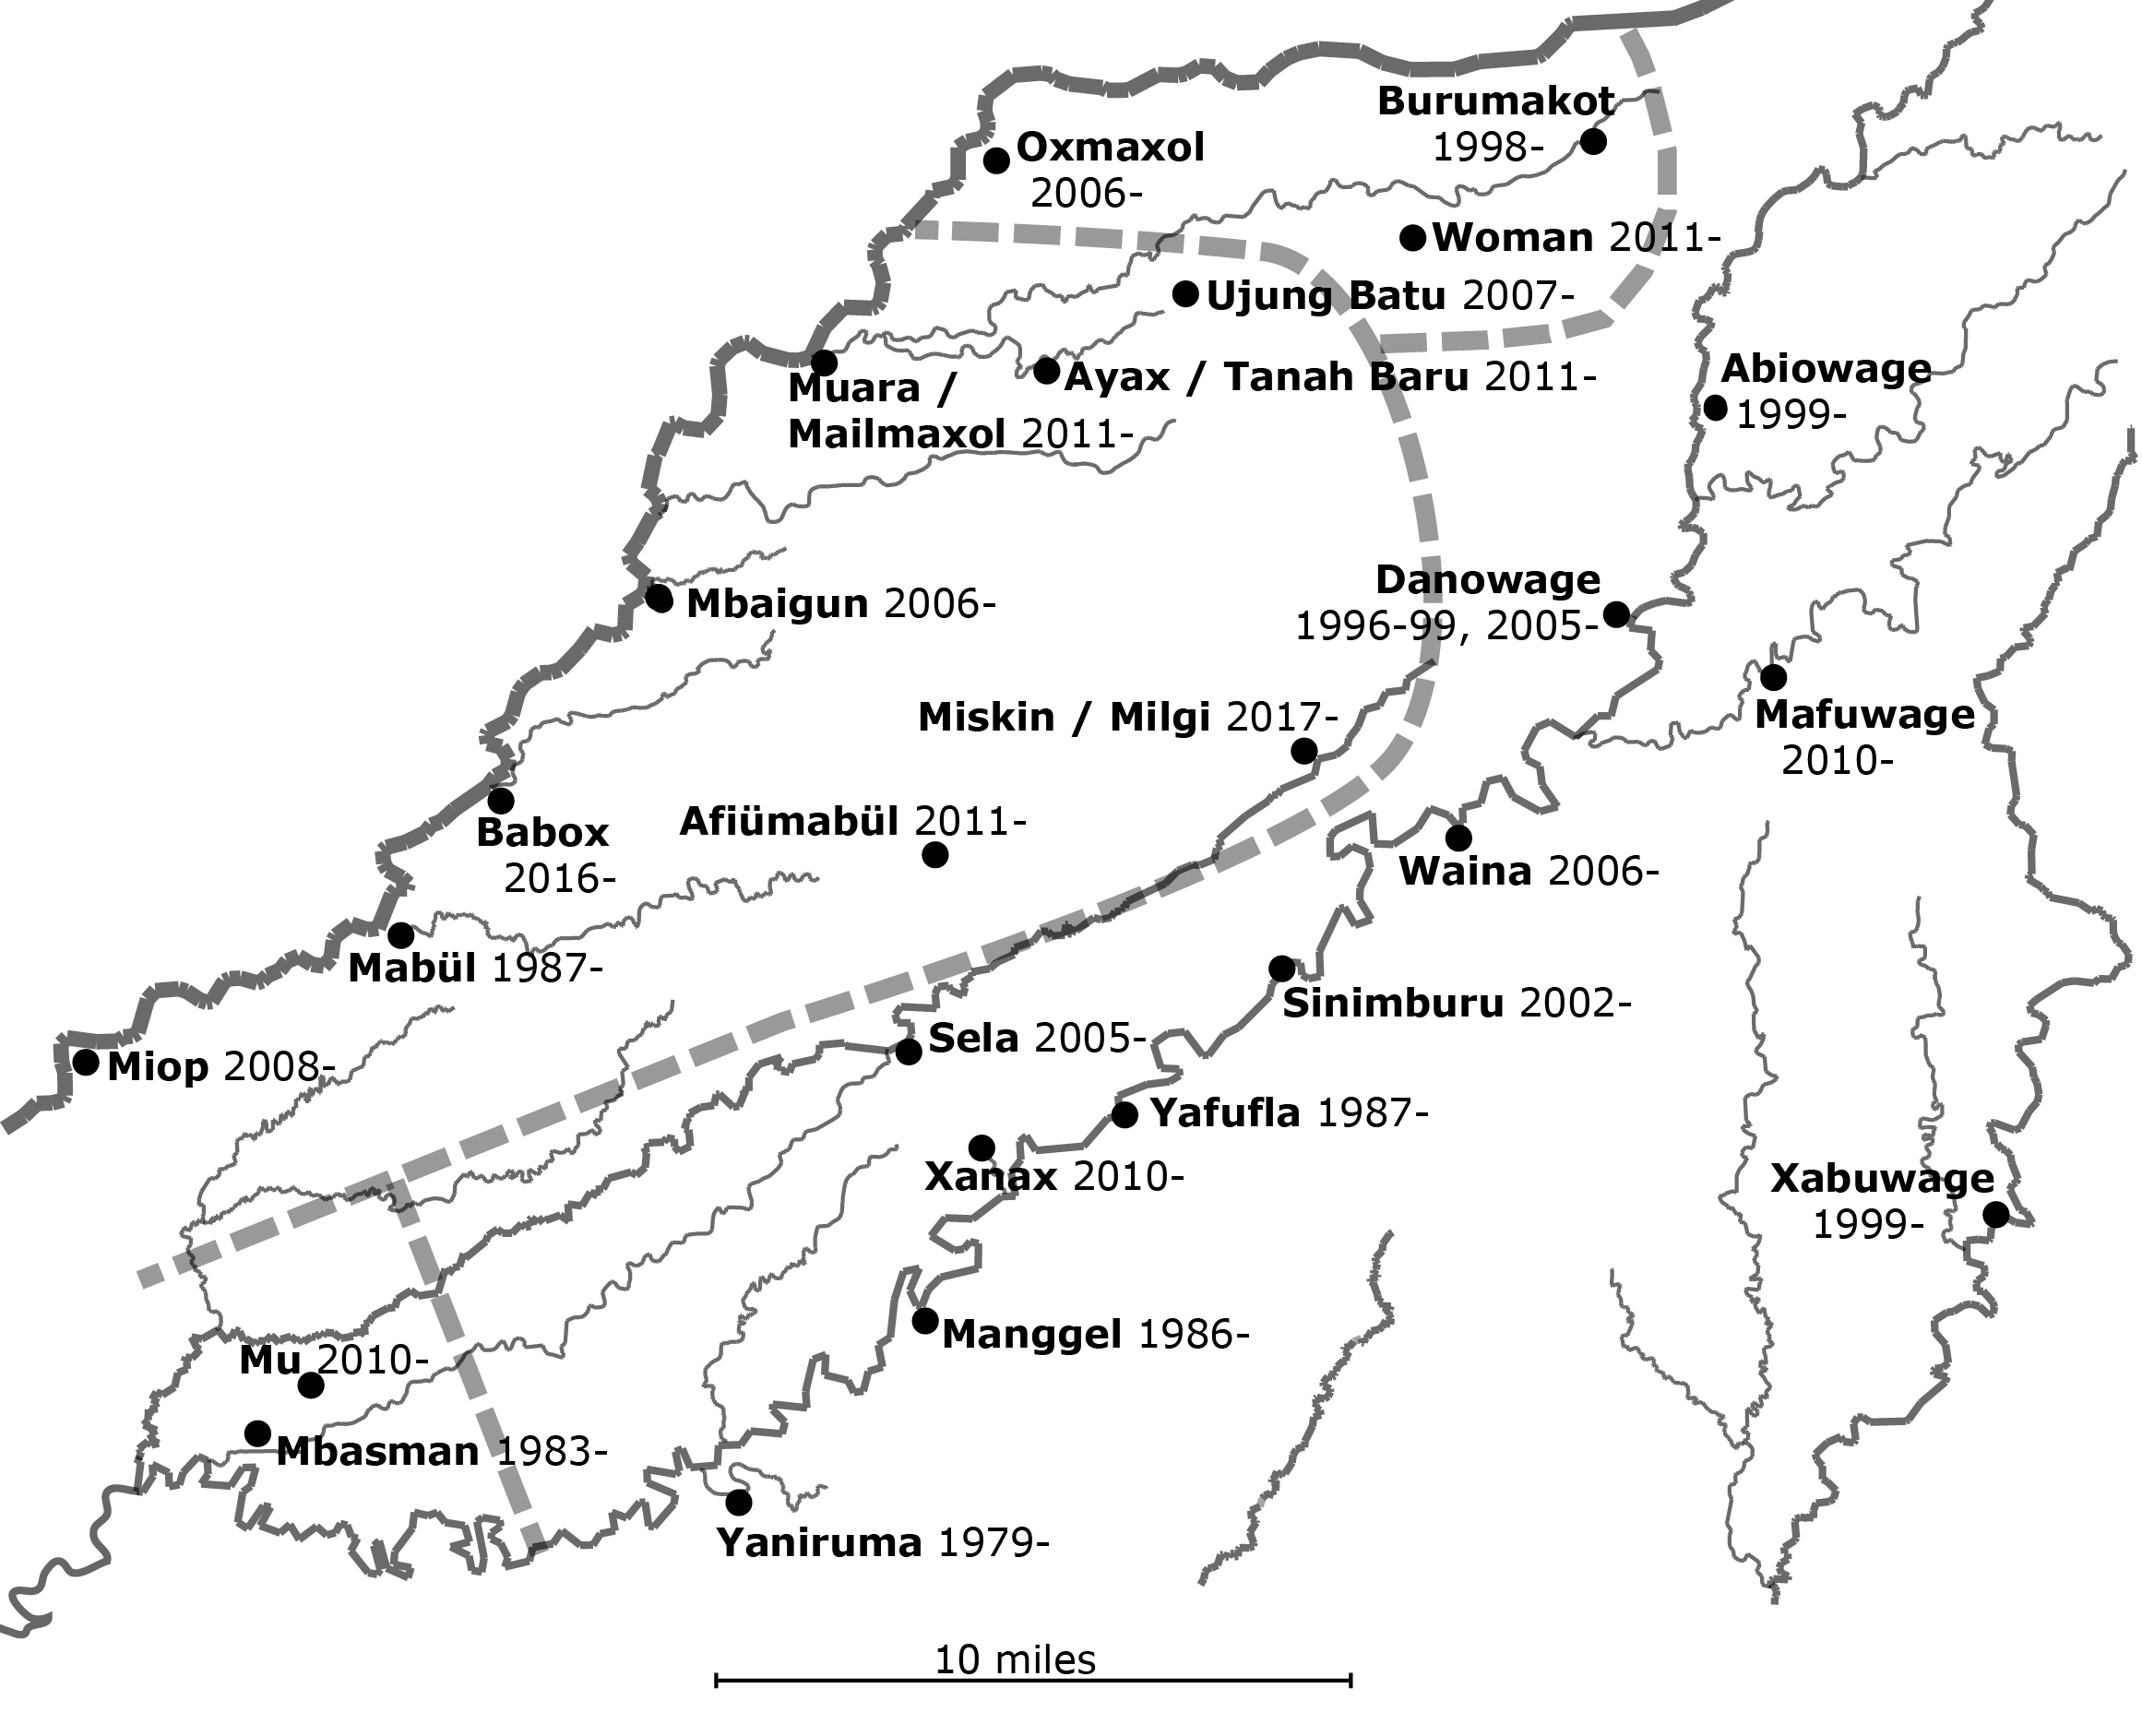 Burumakot
1998-
Oxmaxol
2006-
Woman 2011-
Ujung Batu 2007-
Abiowage
1999-
Ayax / Tanah Baru 2011-
Muara /
Mailmaxol 2011-
Danowage
1996-99, 2005-
Mbaigun 2006-
Miskin / Milgi 2017-
Mafuwage
2010-
Afiümabül 2011-
Babox
2016-
Waina 2006-
Mabül 1987-
Sinimburu 2002-
Sela 2005-
Miop 2008-
Yafufla 1987-
Xanax 2010-
Xabuwage
1999-
Manggel 1986-
Mu 2010-
Mbasman 1983-
Yaniruma 1979-
10 miles